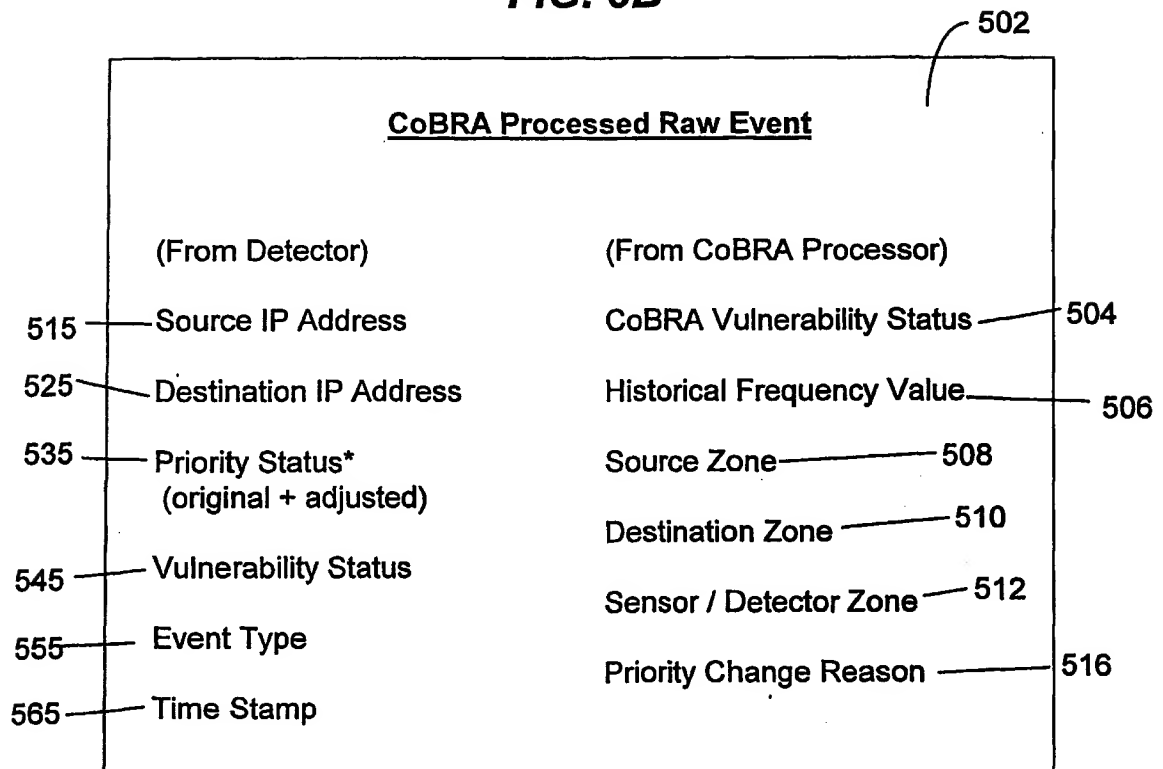 FIG.
502
CoBRA Processed Raw Event
(From Detector) (From CoBRA Processor)
515 Source IP Address CoBRA Vulnerability Status 504
525 Destination IP Address Historical Frequency Value 506
535 Priority Status* Source Zone 508
(original + adjusted)
Destination Zone 510
545 Vulnerability Status
Sensor / Detector Zone 512
555 Event Type
Priority Change Reason 516
565 Time Stamp